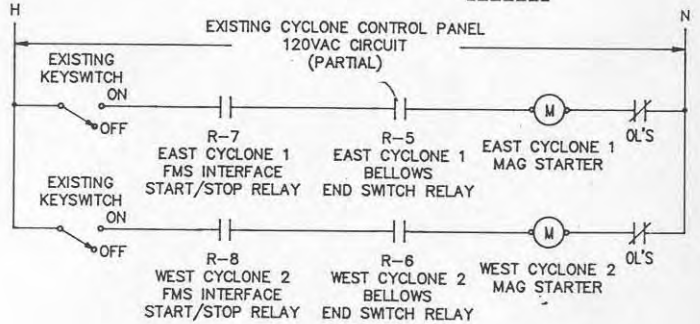 H
N
EXISTING CYCLONE CONTROL PANEL
120VAC CIRCUIT
(PARTIAL)
EXISTING
KEYSWITCH
ON
OFF
R-7
EAST CYCLONE 1
FMS INTERFACE
START/STOP RELAY
R-5
EAST CYCLONE 1
BELLOWS
END SWITCH RELAY
M
EAST CYCLONE 1
MAG STARTER
OL'S
EXISTING
KEYSWITCH
ON
OFF
R-8
WEST CYCLONE 2
FMS INTERFACE
START/STOP RELAY
R-6
WEST CYCLONE 2
BELLOWS
END SWITCH RELAY
M
WEST CYCLONE 2
MAG STARTER
OL'S